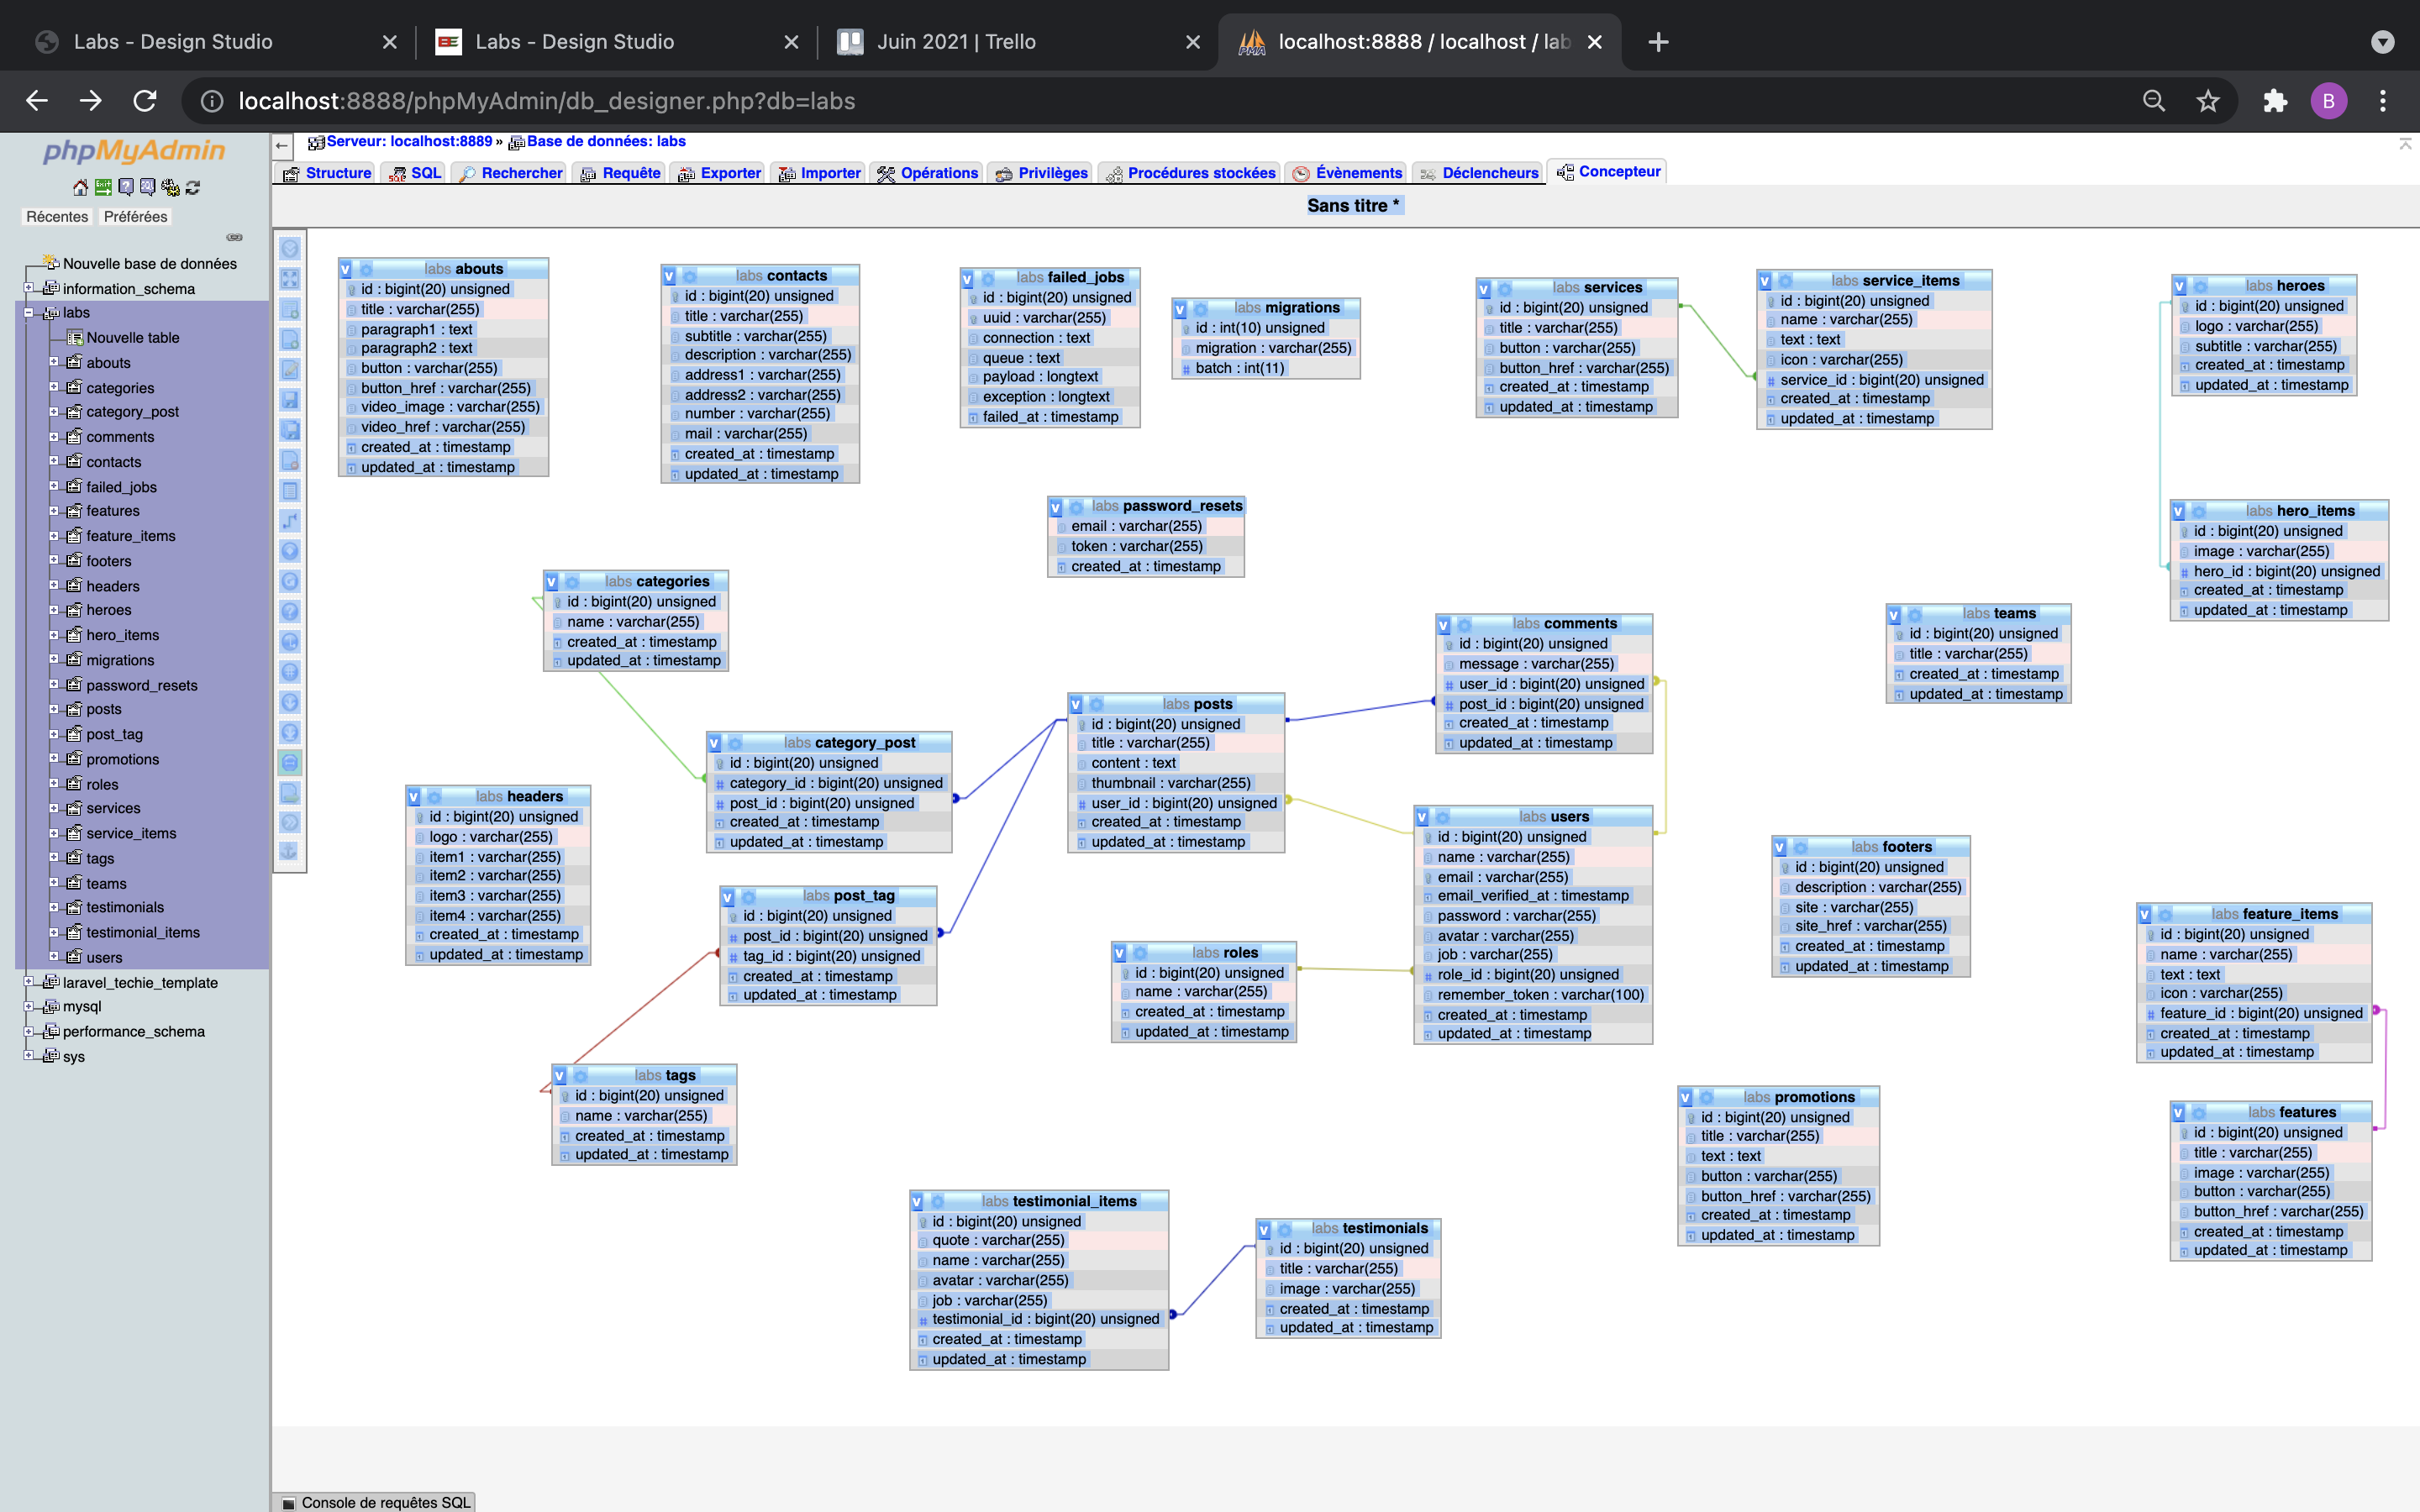 Labs - Design Studio
Labs - Design Studio
Juin 2021 | Trello
localhost:8888 / localhost / lab
localhost:8888/phpMyAdmin/db_designer.php?db=labs
B
phpMyAdmin
Récentes
Préférées
Nouvelle base de données
information_schema
labs
Nouvelle table
abouts
categories
category_post
comments
contacts
failed_jobs
features
feature_items
footers
headers
heroes
hero_items
migrations
password_resets
posts
post_tag
promotions
roles
services
service_items
tags
teams
testimonials
testimonial_items
users
laravel_techie_template
mysql
performance_schema
sys
Serveur: localhost:8889 » Base de données: labs
Structure
SQL
Rechercher
Requête
Exporter
Importer
Opérations
Privilèges
Procédures stockées
Évènements
Déclencheurs
Concepteur
Sans titre *
labs abouts
id : bigint(20) unsigned
title : varchar(255)
paragraph1 : text
paragraph2 : text
button : varchar(255)
button_href : varchar(255)
video_image : varchar(255)
video_href : varchar(255)
created_at : timestamp
updated_at : timestamp
labs contacts
id : bigint(20) unsigned
title : varchar(255)
subtitle : varchar(255)
description : varchar(255)
address1 : varchar(255)
address2 : varchar(255)
number : varchar(255)
mail : varchar(255)
created_at : timestamp
updated_at : timestamp
labs failed_jobs
id : bigint(20) unsigned
uuid : varchar(255)
connection : text
queue : text
payload : longtext
exception : longtext
failed_at : timestamp
labs migrations
id : int(10) unsigned
migration : varchar(255)
batch : int(11)
labs services
id : bigint(20) unsigned
title : varchar(255)
button : varchar(255)
button_href : varchar(255)
created_at : timestamp
updated_at : timestamp
labs service_items
id : bigint(20) unsigned
name : varchar(255)
text : text
icon : varchar(255)
service_id : bigint(20) unsigned
created_at : timestamp
updated_at : timestamp
labs heroes
id : bigint(20) unsigned
logo : varchar(255)
subtitle : varchar(255)
created_at : timestamp
updated_at : timestamp
labs password_resets
email : varchar(255)
token : varchar(255)
created_at : timestamp
labs hero_items
id : bigint(20) unsigned
image : varchar(255)
hero_id : bigint(20) unsigned
created_at : timestamp
updated_at : timestamp
labs categories
id : bigint(20) unsigned
name : varchar(255)
created_at : timestamp
updated_at : timestamp
labs comments
id : bigint(20) unsigned
message : varchar(255)
user_id : bigint(20) unsigned
post_id : bigint(20) unsigned
created_at : timestamp
updated_at : timestamp
labs teams
id : bigint(20) unsigned
title : varchar(255)
created_at : timestamp
updated_at : timestamp
labs posts
id : bigint(20) unsigned
title : varchar(255)
content : text
thumbnail : varchar(255)
user_id : bigint(20) unsigned
created_at : timestamp
updated_at : timestamp
labs category_post
id : bigint(20) unsigned
category_id : bigint(20) unsigned
post_id : bigint(20) unsigned
created_at : timestamp
updated_at : timestamp
labs headers
id : bigint(20) unsigned
logo : varchar(255)
item1 : varchar(255)
item2 : varchar(255)
item3 : varchar(255)
item4 : varchar(255)
created_at : timestamp
updated_at : timestamp
labs users
id : bigint(20) unsigned
name : varchar(255)
email : varchar(255)
email_verified_at : timestamp
password : varchar(255)
avatar : varchar(255)
job : varchar(255)
role_id : bigint(20) unsigned
remember_token : varchar(100)
created_at : timestamp
updated_at : timestamp
labs footers
id : bigint(20) unsigned
description : varchar(255)
site : varchar(255)
site_href : varchar(255)
created_at : timestamp
updated_at : timestamp
labs post_tag
id : bigint(20) unsigned
post_id : bigint(20) unsigned
tag_id : bigint(20) unsigned
created_at : timestamp
updated_at : timestamp
labs feature_items
id : bigint(20) unsigned
name : varchar(255)
text : text
icon : varchar(255)
feature_id : bigint(20) unsigned
created_at : timestamp
updated_at : timestamp
labs roles
id : bigint(20) unsigned
name : varchar(255)
created_at : timestamp
updated_at : timestamp
labs tags
id : bigint(20) unsigned
name : varchar(255)
created_at : timestamp
updated_at : timestamp
labs promotions
id : bigint(20) unsigned
title : varchar(255)
text : text
button : varchar(255)
button_href : varchar(255)
created_at : timestamp
updated_at : timestamp
labs features
id : bigint(20) unsigned
title : varchar(255)
image : varchar(255)
button : varchar(255)
button_href : varchar(255)
created_at : timestamp
updated_at : timestamp
labs testimonial_items
id : bigint(20) unsigned
quote : varchar(255)
name : varchar(255)
avatar : varchar(255)
job : varchar(255)
testimonial_id : bigint(20) unsigned
created_at : timestamp
updated_at : timestamp
labs testimonials
id : bigint(20) unsigned
title : varchar(255)
image : varchar(255)
created_at : timestamp
updated_at : timestamp
Console de requêtes SQL